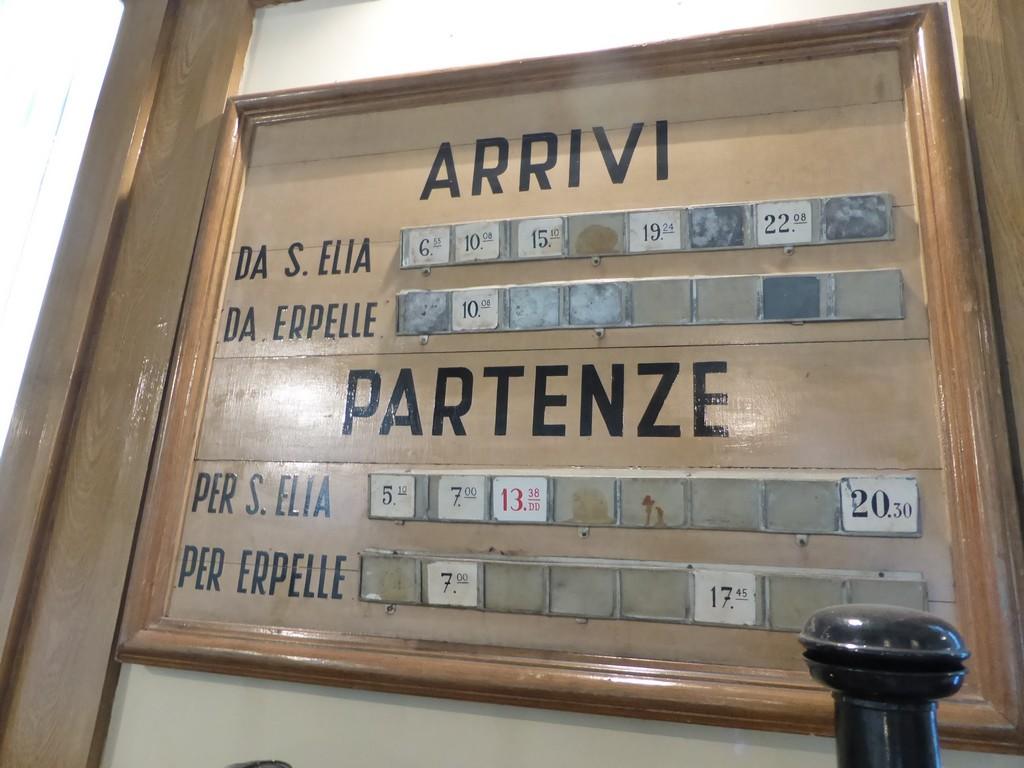 ARRIVI
DA S. ELIA 6.55 10.08 15.10 19.24 22.08
DA ERPELLE 10.08
PARTENZE
PER S. ELIA 5.10 7.00 13.38 DD 20.30
PER ERPELLE 7.00 17.45